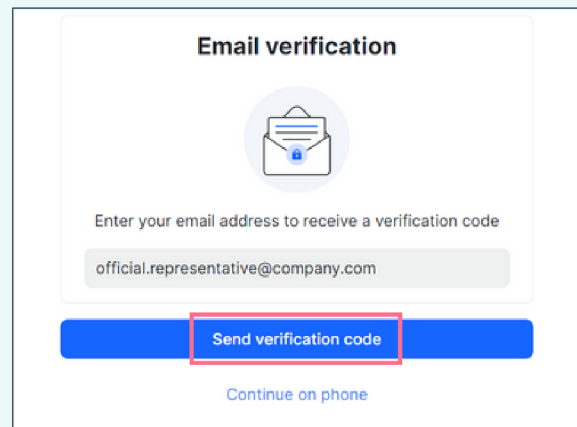 Email verification
Enter your email address to receive a verification code
official.representative@company.com
Send verification code
Continue on phone